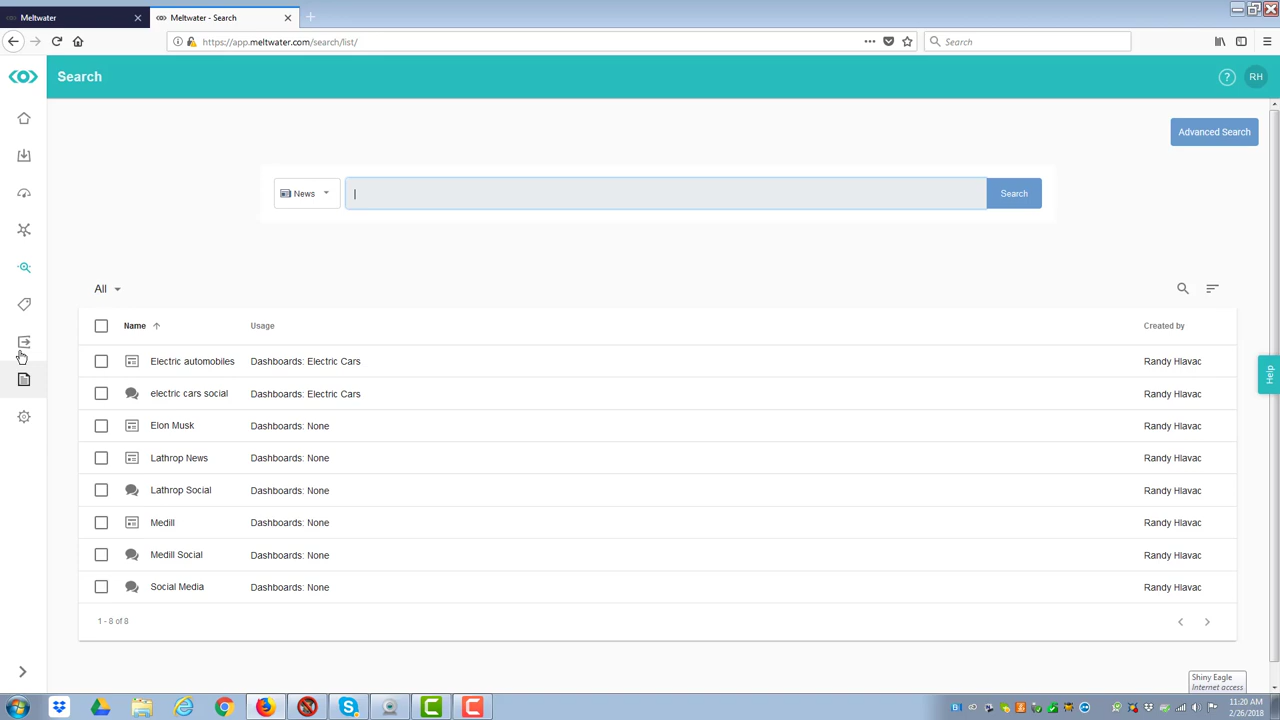 Meltwater
Meltwater - Search
https://app.meltwater.com/search/list/
Search
Search
RH
Advanced Search
News
Search
All
Name
Usage
Created by
Electric automobiles
Dashboards: Electric Cars
Randy Hlavac
electric cars social
Dashboards: Electric Cars
Randy Hlavac
Elon Musk
Dashboards: None
Randy Hlavac
Lathrop News
Dashboards: None
Randy Hlavac
Lathrop Social
Dashboards: None
Randy Hlavac
Medill
Dashboards: None
Randy Hlavac
Medill Social
Dashboards: None
Randy Hlavac
Social Media
Dashboards: None
Randy Hlavac
1 - 8 of 8
Help
Shiny Eagle
Internet access
11:20 AM
2/26/2018